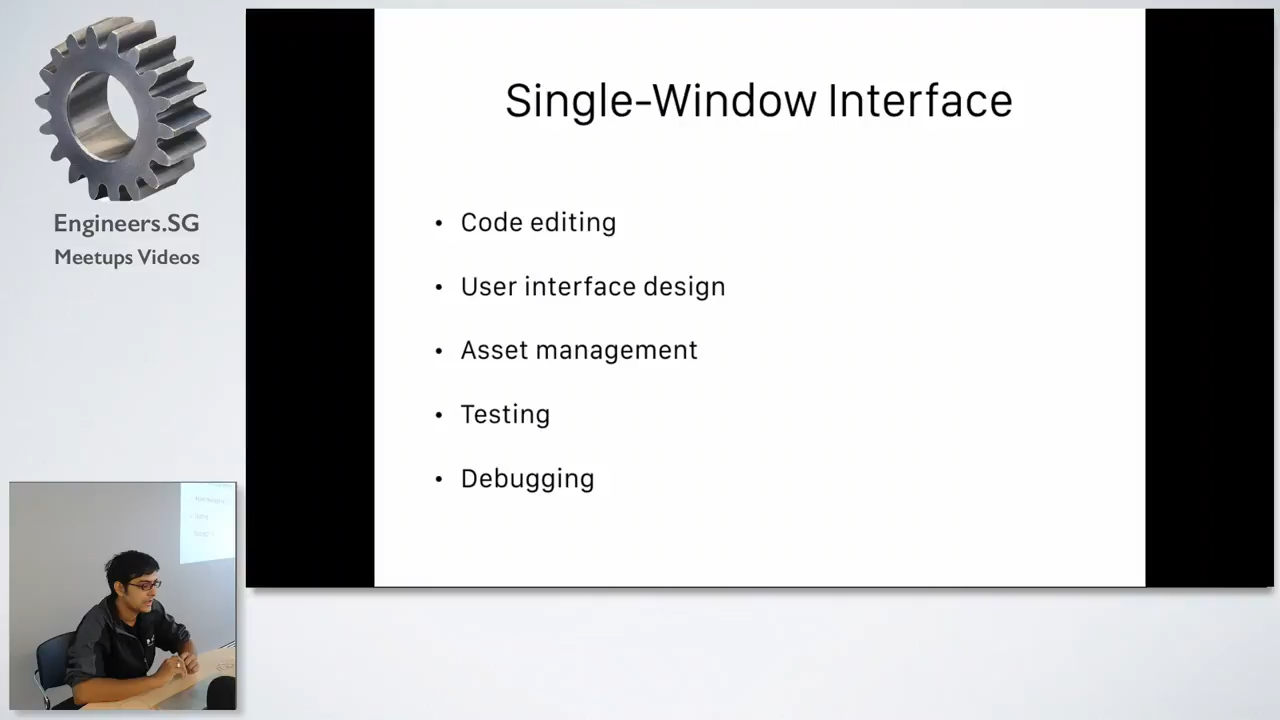 Engineers.SG
Meetups Videos
Single-Window Interface
• Code editing
• User interface design
• Asset management
• Testing
• Debugging